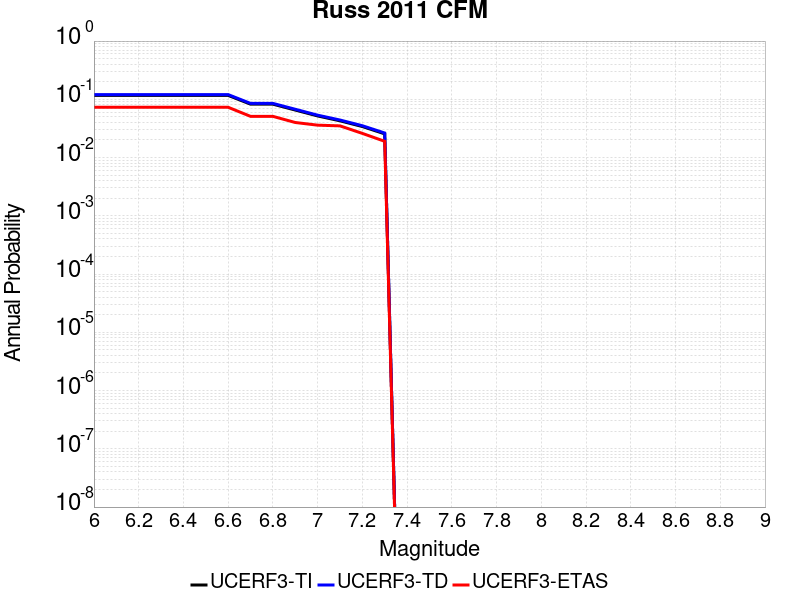 Russ 2011 CFM
10^0
10^-1
10^-2
10^-3
10^-4
10^-5
10^-6
10^-7
10^-8
Annual Probability
6 6.2 6.4 6.6 6.8 7 7.2 7.4 7.6 7.8 8 8.2 8.4 8.6 8.8 9
Magnitude
UCERF3-TI UCERF3-TD UCERF3-ETAS